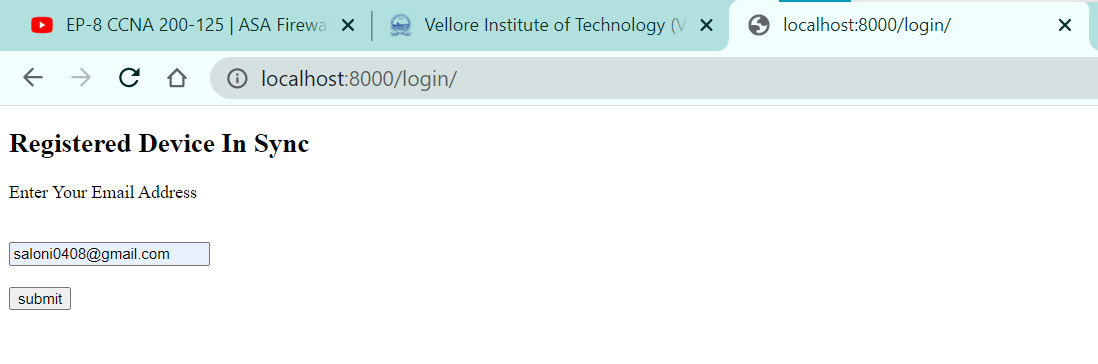 EP-8 CCNA 200-125 | ASA Firewa
Vellore Institute of Technology (V
localhost:8000/login/
localhost:8000/login/
Registered Device In Sync
Enter Your Email Address
saloni0408@gmail.com
submit